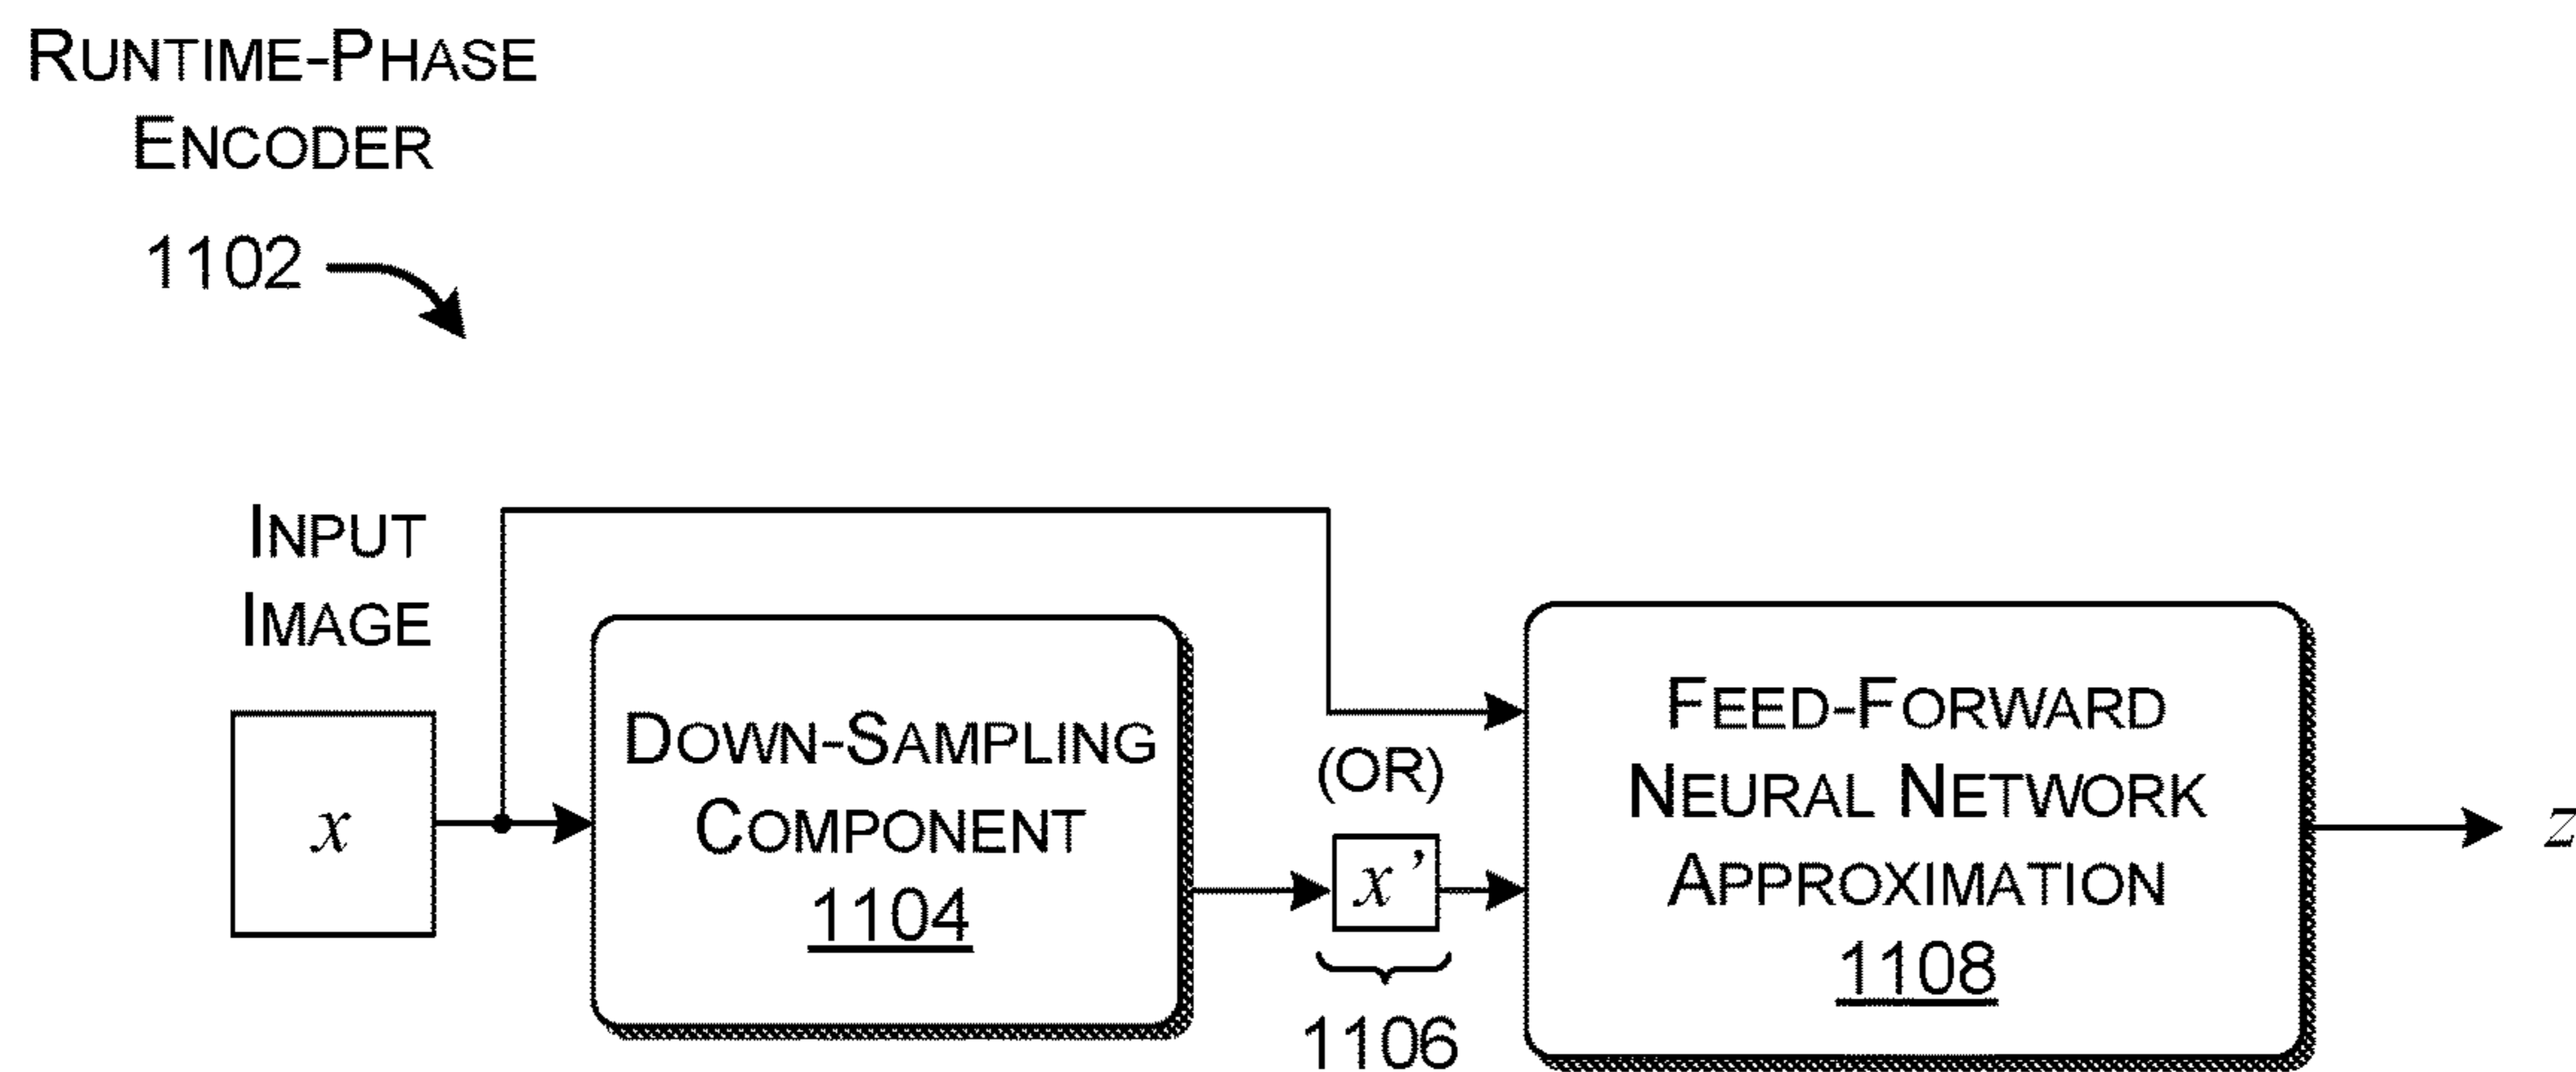 RUNTIME-PHASE
ENCODER
1102
INPUT
IMAGE
x
DOWN-SAMPLING
COMPONENT
1104
(OR)
x'
1106
FEED-FORWARD
NEURAL NETWORK
APPROXIMATION
1108
z